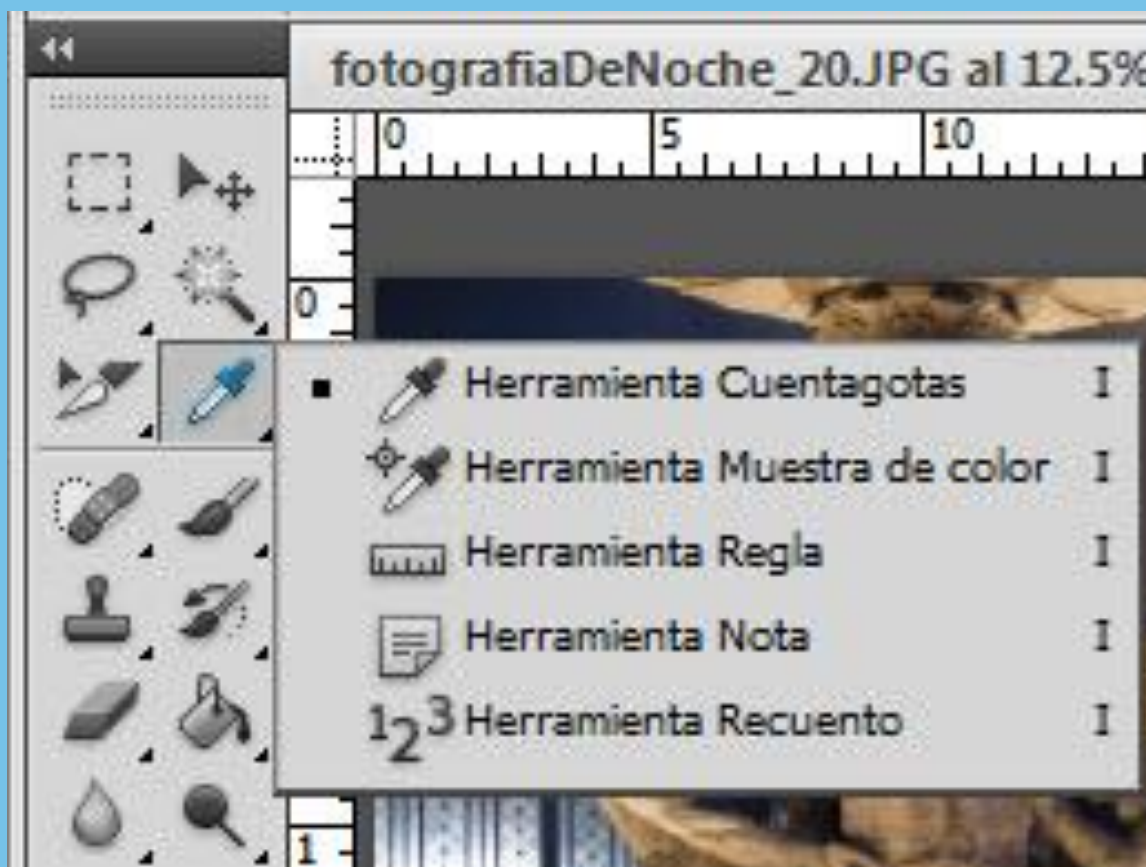 fotografiaDeNoche_20.JPG al 12.5%
0 5 10
0
Herramienta Cuentagotas I
Herramienta Muestra de color I
Herramienta Regla I
Herramienta Nota I
123 Herramienta Recuento I
1